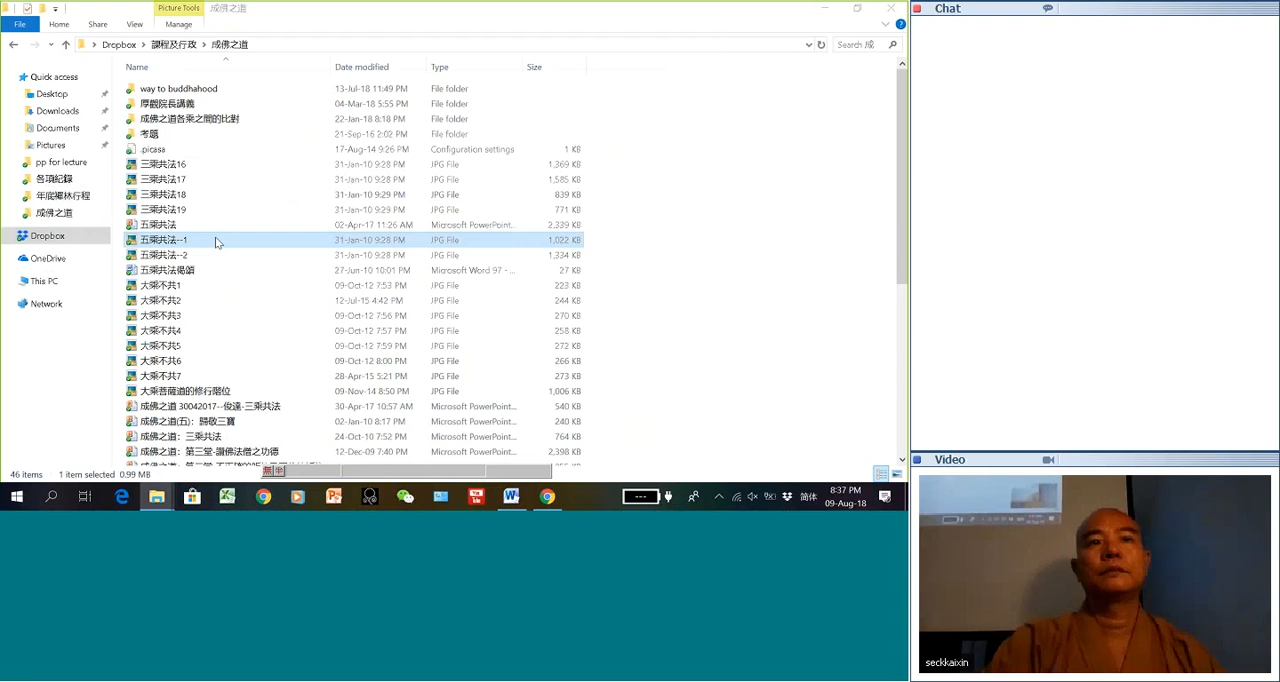 Picture Tools
成佛之道
File
Home
Share
View
Manage
Dropbox
課程及行政
成佛之道
Search 成
Name
Date modified
Type
Size
Quick access
Desktop
Downloads
Documents
Pictures
pp for lecture
各項紀錄
年底檳林行程
成佛之道
Dropbox
OneDrive
This PC
Network
way to buddhahood 13-Jul-18 11:49 PM File folder
厚觀院長講義 04-Mar-18 5:55 PM File folder
成佛之道各乘之間的比對 22-Jan-18 8:18 PM File folder
考題 21-Sep-16 2:02 PM File folder
.picasa 17-Aug-14 9:26 PM Configuration settings 1 KB
三乘共法16 31-Jan-10 9:28 PM JPG File 1,369 KB
三乘共法17 31-Jan-10 9:28 PM JPG File 1,585 KB
三乘共法18 31-Jan-10 9:29 PM JPG File 839 KB
三乘共法19 31-Jan-10 9:29 PM JPG File 771 KB
五乘共法 02-Apr-17 11:26 AM Microsoft PowerPoint... 2,339 KB
五乘共法--1 31-Jan-10 9:28 PM JPG File 1,022 KB
五乘共法--2 31-Jan-10 9:28 PM JPG File 1,334 KB
五乘共法偈頌 27-Jun-10 10:01 PM Microsoft Word 97 - ... 27 KB
大乘不共1 09-Oct-12 7:53 PM JPG File 223 KB
大乘不共2 12-Jul-15 4:42 PM JPG File 244 KB
大乘不共3 09-Oct-12 7:56 PM JPG File 270 KB
大乘不共4 09-Oct-12 7:57 PM JPG File 258 KB
大乘不共5 09-Oct-12 7:59 PM JPG File 272 KB
大乘不共6 09-Oct-12 8:00 PM JPG File 266 KB
大乘不共7 28-Apr-15 5:21 PM JPG File 273 KB
大乘菩薩道的修行階位 09-Nov-14 8:50 PM JPG File 1,006 KB
成佛之道 30042017--俊達-三乘共法 30-Apr-17 10:57 AM Microsoft PowerPoint... 540 KB
成佛之道(五)：歸敬三寶 02-Jan-10 8:17 PM Microsoft PowerPoint... 240 KB
成佛之道：三乘共法 24-Oct-10 7:52 PM Microsoft PowerPoint... 764 KB
成佛之道：第三堂-讚佛法僧之功德 12-Dec-09 7:40 PM Microsoft PowerPoint... 2,398 KB
46 items
1 item selected 0.99 MB
無 半
简体
8:37 PM
09-Aug-18
Chat
Video
seckkaixin